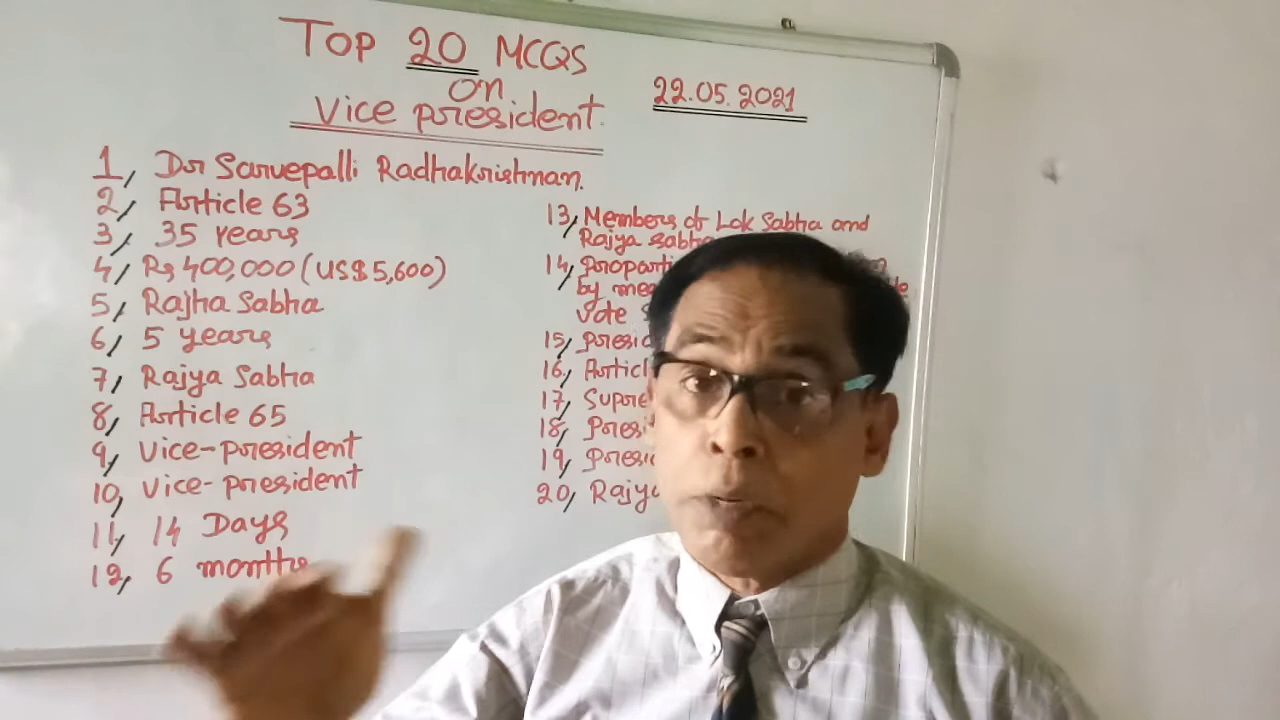 TOP 20 MCQS
on
Vice president.
22.05.2021
1, Dr Sarvepalli Radhakrishnan.
2, Article 63
3, 35 years
4, Rs 400,000 (US$ 5,600)
5, Rajha Sabha
6, 5 years
7, Rajya Sabha
8, Article 65
9, Vice-president
10, Vice-president
11, 14 Days
12, 6 months
13, Members of Lok Sabha and
Rajya Sabha
14,
by
vote
15,
16,
17,
18,
19,
20,